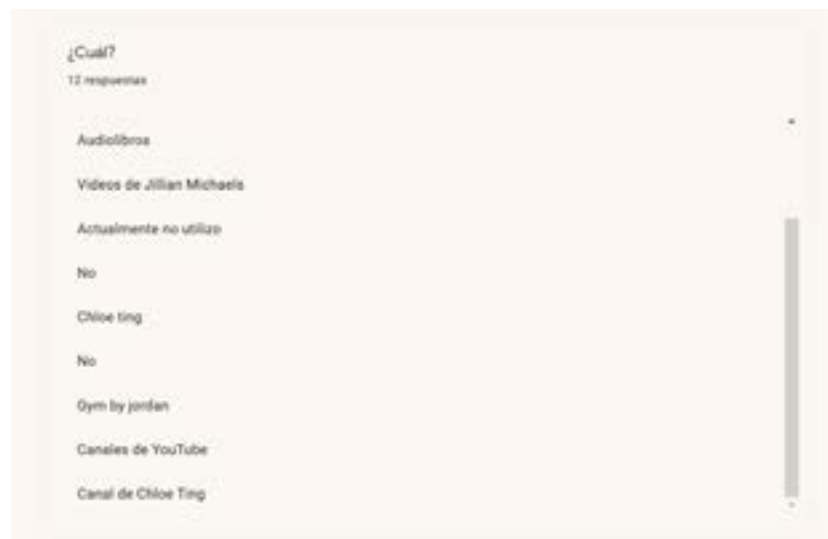 ¿Cuál?
12 respuestas
Audiolibros
Videos de Jillian Michaels
Actualmente no utilizo
No
Chloe ting
No
Gym by jordan
Canales de YouTube
Canal de Chloe Ting